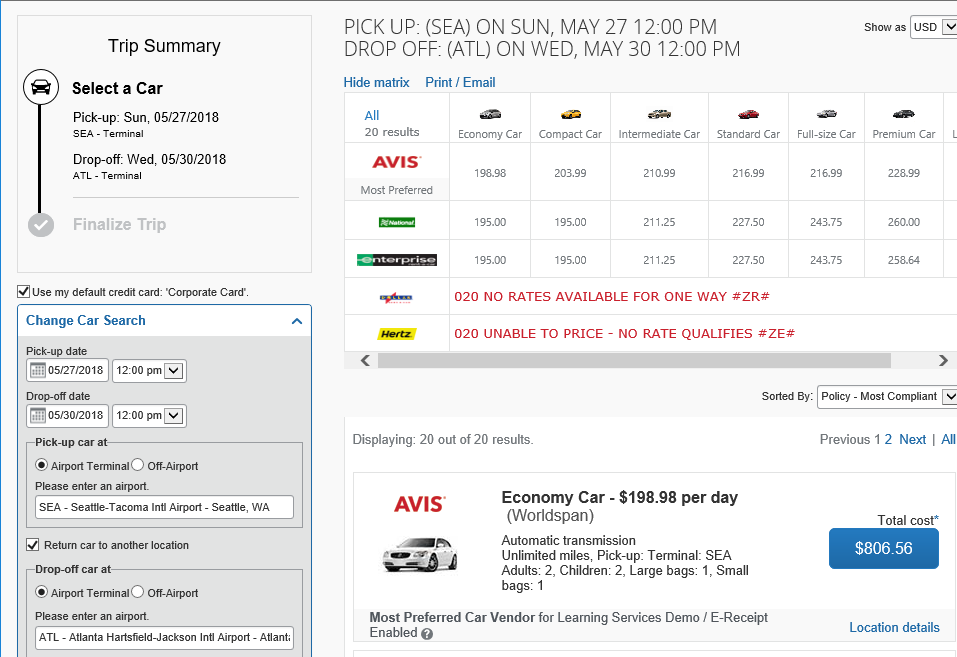 Trip Summary
Select a Car
Pick-up: Sun, 05/27/2018
SEA - Terminal
Drop-off: Wed, 05/30/2018
ATL - Terminal
Finalize Trip
Use my default credit card: 'Corporate Card'.
Change Car Search
Pick-up date
05/27/2018 12:00 pm
Drop-off date
05/30/2018 12:00 pm
Pick-up car at
Airport Terminal Off-Airport
Please enter an airport.
SEA - Seattle-Tacoma Intl Airport - Seattle, WA
Return car to another location
Drop-off car at
Airport Terminal Off-Airport
Please enter an airport.
ATL - Atlanta Hartsfield-Jackson Intl Airport - Atlanta
PICK UP: (SEA) ON SUN, MAY 27 12:00 PM
DROP OFF: (ATL) ON WED, MAY 30 12:00 PM
Show as USD
Hide matrix Print / Email
All
20 results
Economy Car Compact Car Intermediate Car Standard Car Full-size Car Premium Car L
AVIS
Most Preferred
198.98 203.99 210.99 216.99 216.99 228.99
National 195.00 195.00 211.25 227.50 243.75 260.00
enterprise 195.00 195.00 211.25 227.50 243.75 258.64
DOLLAR 020 NO RATES AVAILABLE FOR ONE WAY #ZR#
Hertz 020 UNABLE TO PRICE - NO RATE QUALIFIES #ZE#
Sorted By: Policy - Most Compliant
Displaying: 20 out of 20 results.
Previous 1 2 Next | All
AVIS
Economy Car - $198.98 per day
(Worldspan)
Automatic transmission
Unlimited miles, Pick-up: Terminal: SEA
Adults: 2, Children: 2, Large bags: 1, Small
bags: 1
Total cost*
$806.56
Most Preferred Car Vendor for Learning Services Demo / E-Receipt
Enabled ?
Location details